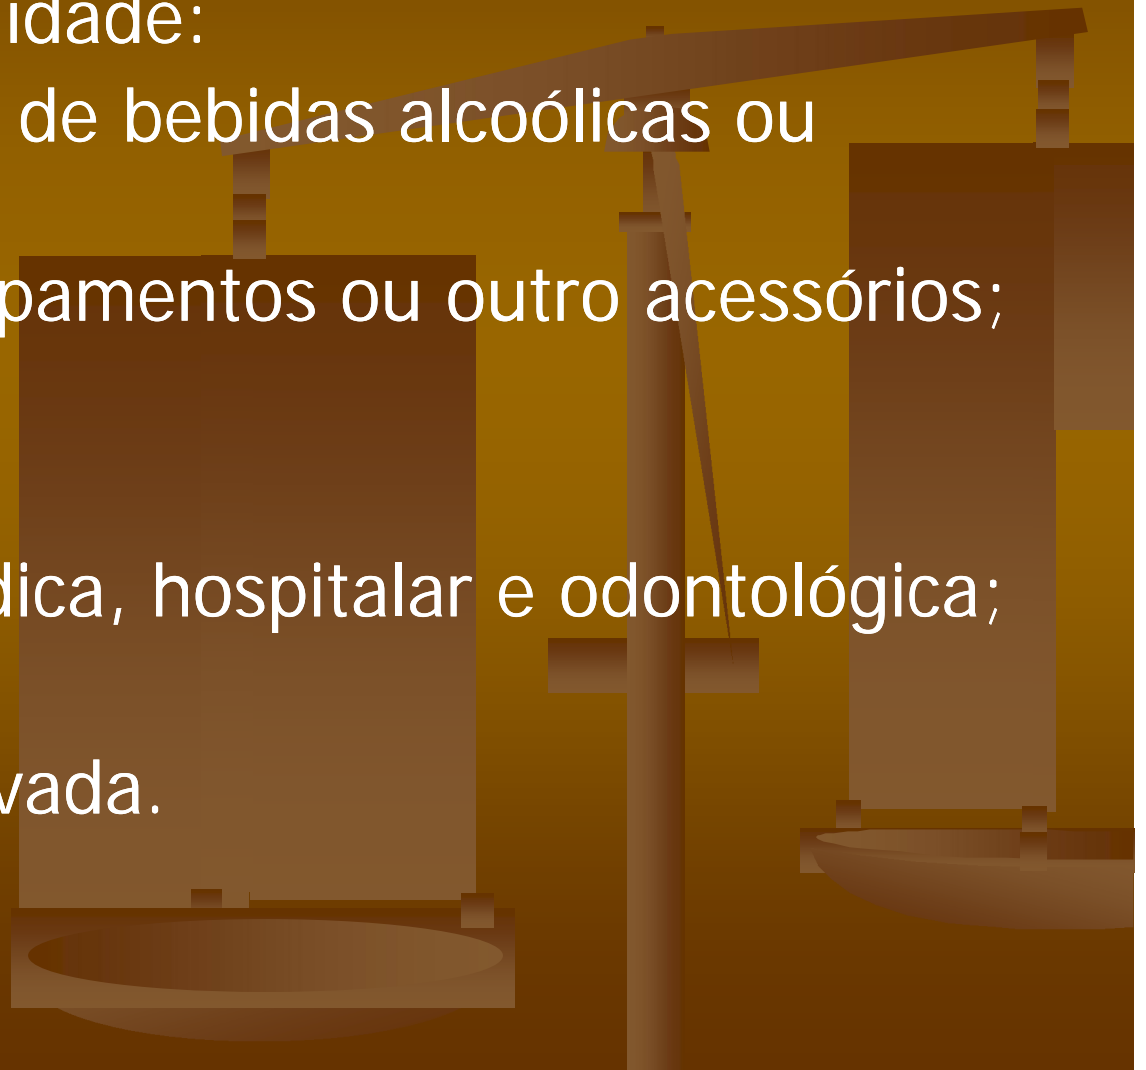 idade:
de bebidas alcoólicas ou
pamentos ou outro acessórios;
dica, hospitalar e odontológica;
vada.